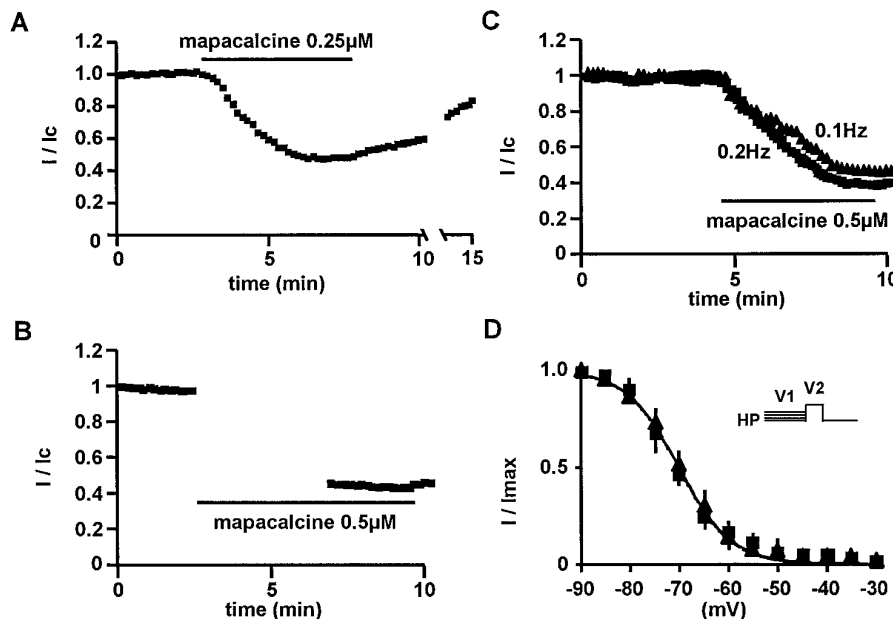 A
mapacalcine 0.25µM
1.2
1.0
0.8
0.6
0.4
0.2
0
I / Ic
0
5
10
15
time (min)
B
1.2
1
0.8
0.6
0.4
0.2
0
I / Ic
mapacalcine 0.5µM
0
5
10
time (min)
C
1.2
1
0.8
0.6
0.4
0.2
0
I / Ic
0.1Hz
0.2Hz
mapacalcine 0.5µM
0
5
10
time (min)
D
1.0
0.5
0
I / Imax
V1
V2
HP
-90
-80
-70
-60
-50
-40
-30
(mV)